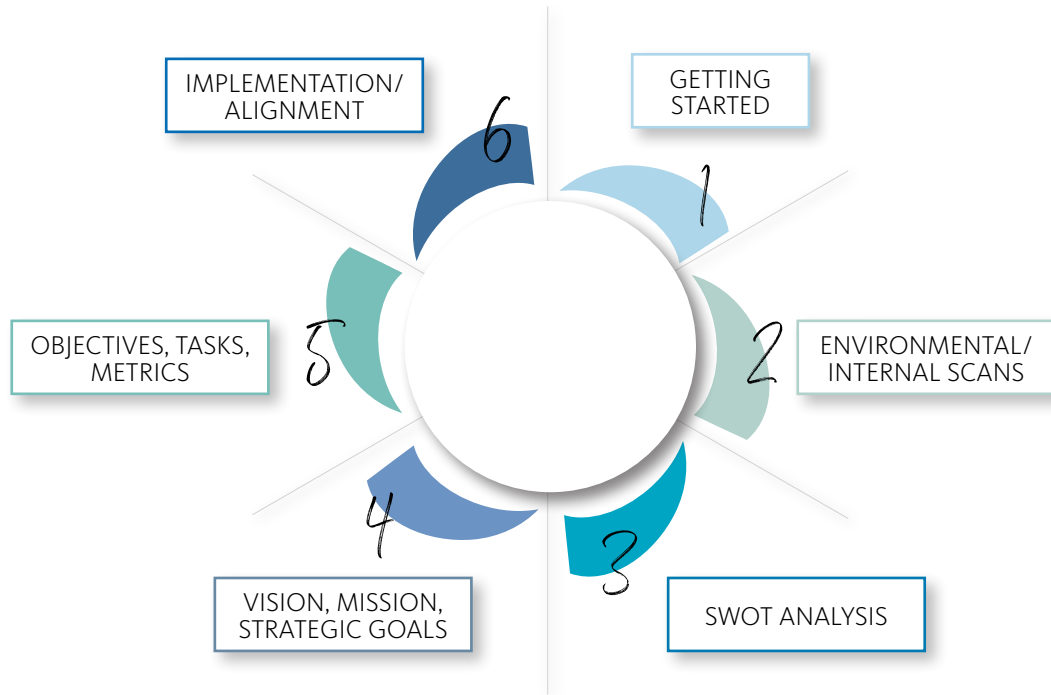 GETTING
STARTED
1
ENVIRONMENTAL/
INTERNAL SCANS
2
SWOT ANALYSIS
3
VISION, MISSION,
STRATEGIC GOALS
4
OBJECTIVES, TASKS,
METRICS
5
IMPLEMENTATION/
ALIGNMENT
6